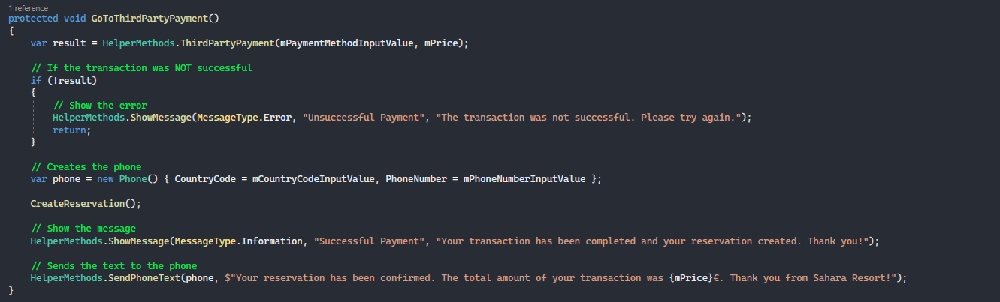 1 reference
protected void GoToThirdPartyPayment()
{
var result = HelperMethods.ThirdPartyPayment(mPaymentMethodInputValue, mPrice);
// If the transaction was NOT successful
if (!result)
{
// Show the error
HelperMethods.ShowMessage(MessageType.Error, "Unsuccessful Payment", "The transaction was not successful. Please try again.");
return;
}
// Creates the phone
var phone = new Phone() { CountryCode = mCountryCodeInputValue, PhoneNumber = mPhoneNumberInputValue };
CreateReservation();
// Show the message
HelperMethods.ShowMessage(MessageType.Information, "Successful Payment", "Your transaction has been completed and your reservation created. Thank you!");
// Sends the text to the phone
HelperMethods.SendPhoneText(phone, $"Your reservation has been confirmed. The total amount of your transaction was {mPrice}€. Thank you from Sahara Resort!");
}